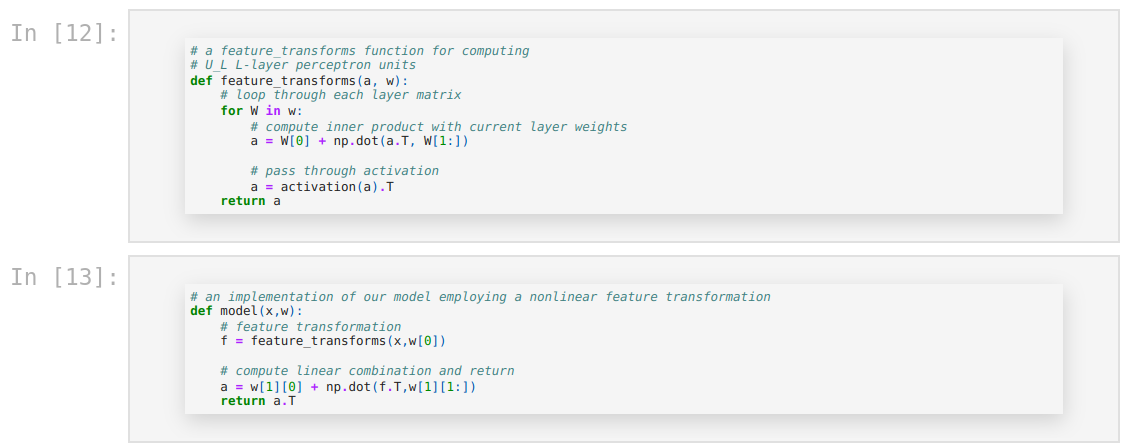 In [12]:
# a feature_transforms function for computing
# U_L L-layer perceptron units
def feature_transforms(a, w):
    # loop through each layer matrix
    for W in w:
        # compute inner product with current layer weights
        a = W[0] + np.dot(a.T, W[1:])

        # pass through activation
        a = activation(a).T
    return a
In [13]:
# an implementation of our model employing a nonlinear feature transformation
def model(x,w):
    # feature transformation
    f = feature_transforms(x,w[0])

    # compute linear combination and return
    a = w[1][0] + np.dot(f.T,w[1][1:])
    return a.T